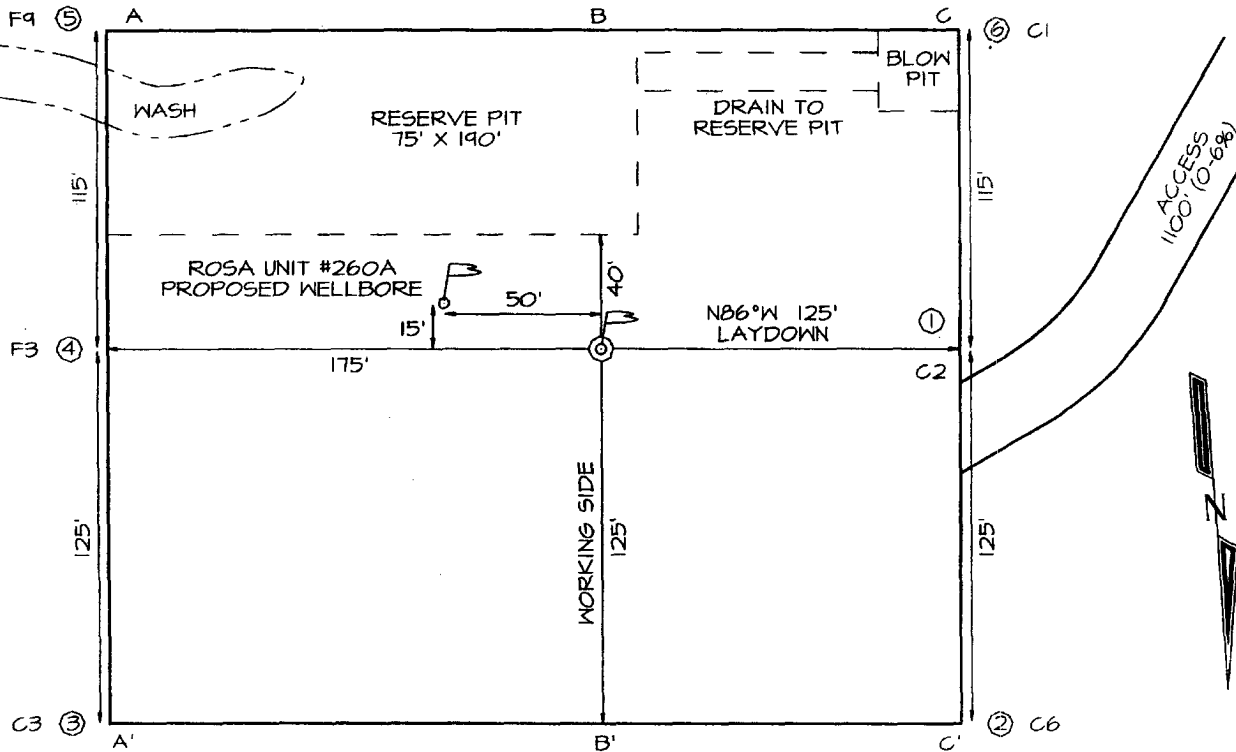 F9 ⑤ A B C ⑥ C1
BLOW
PIT
WASH
RESERVE PIT
75' X 190'
DRAIN TO
RESERVE PIT
115'
115'
ACCESS
1100' (0-6%)
ROSA UNIT #260A
PROPOSED WELLBORE
50'
40'
15'
N86°W 125'
LAYDOWN
①
F3 ④
175'
C2
N
125'
WORKING SIDE
125'
125'
C3 ③
② C6
A' B' C'